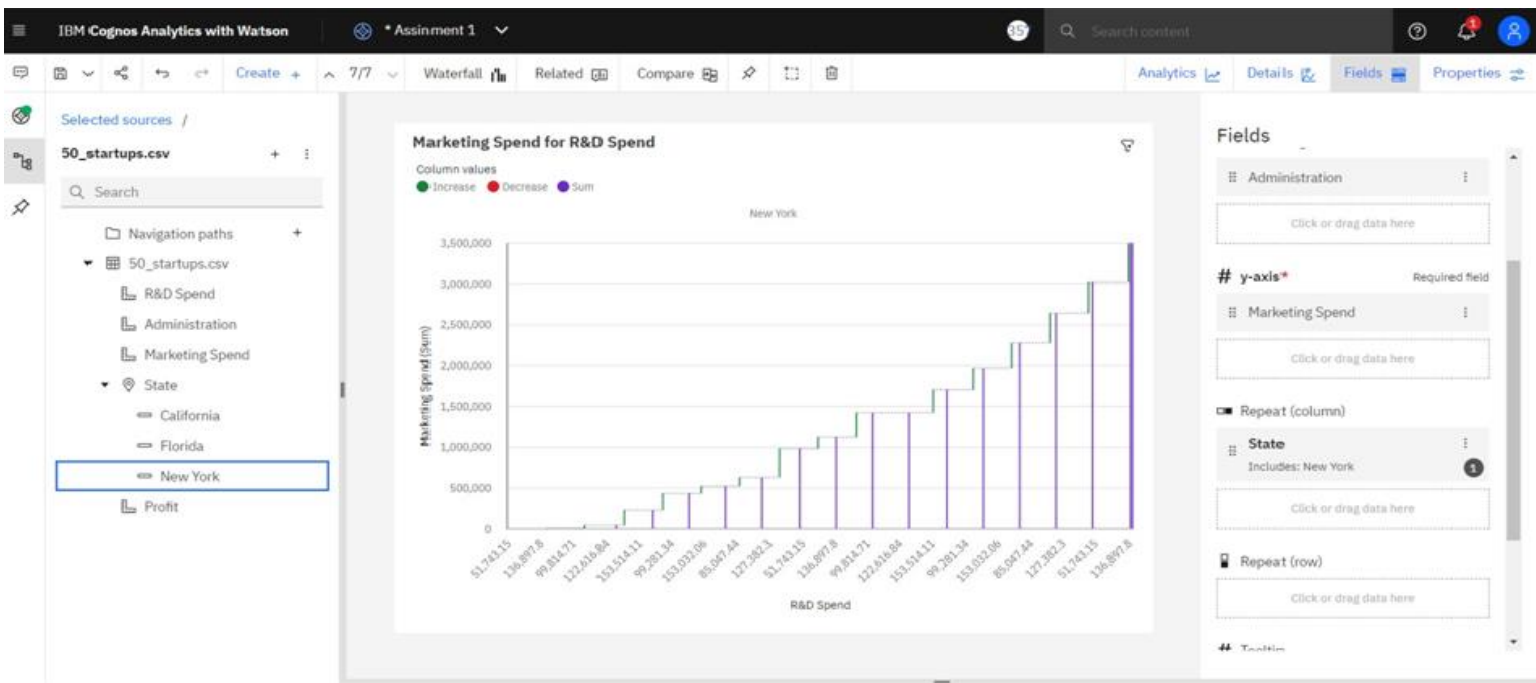 IBM Cognos Analytics with Watson
* Assinment 1
Search content
1
Create +
7/7
Waterfall
Related
Compare
Analytics
Details
Fields
Properties
Selected sources /
50_startups.csv
Search
Navigation paths
50_startups.csv
R&D Spend
Administration
Marketing Spend
State
California
Florida
New York
Profit
Marketing Spend for R&D Spend
Column values
Increase Decrease Sum
New York
3,500,000
3,000,000
2,500,000
2,000,000
1,500,000
1,000,000
500,000
0
Marketing Spend (Sum)
51,743.15
136,897.8
99,814.71
122,616.84
153,514.11
99,281.34
153,032.06
85,047.44
127,382.3
51,743.15
136,897.8
99,814.71
122,616.84
153,514.11
99,281.34
153,032.06
85,047.44
127,382.3
51,743.15
136,897.8
R&D Spend
Fields
Administration
Click or drag data here
# y-axis* Required field
Marketing Spend
Click or drag data here
Repeat (column)
State
Includes: New York
1
Click or drag data here
Repeat (row)
Click or drag data here